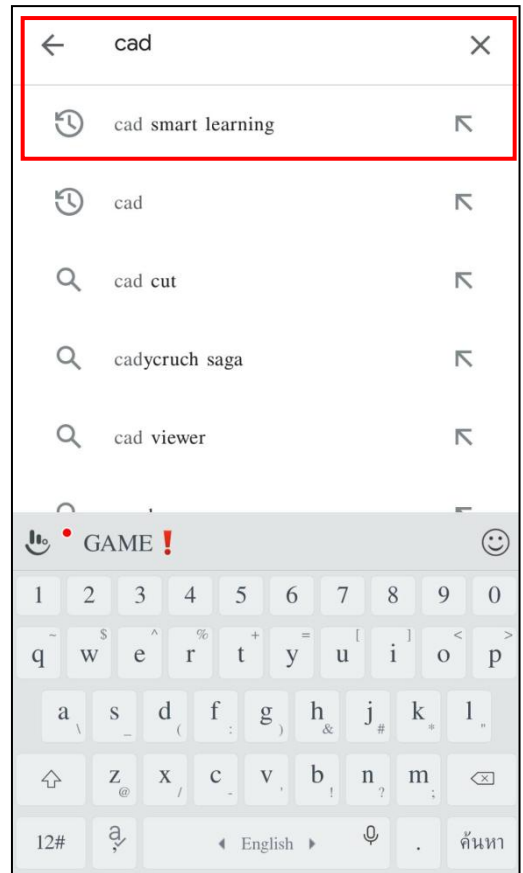 cad
cad smart learning
cad
cad cut
cadycruch saga
cad viewer
GAME❗
1 2 3 4 5 6 7 8 9 0
~ $ ^ % + = [ ] < >
q w e r t y u i o p
a \ s _ d ( f : g ) h & j # k * l "
z @ x / c - v , b ! n ? m ;
12# a, English . ค้นหา